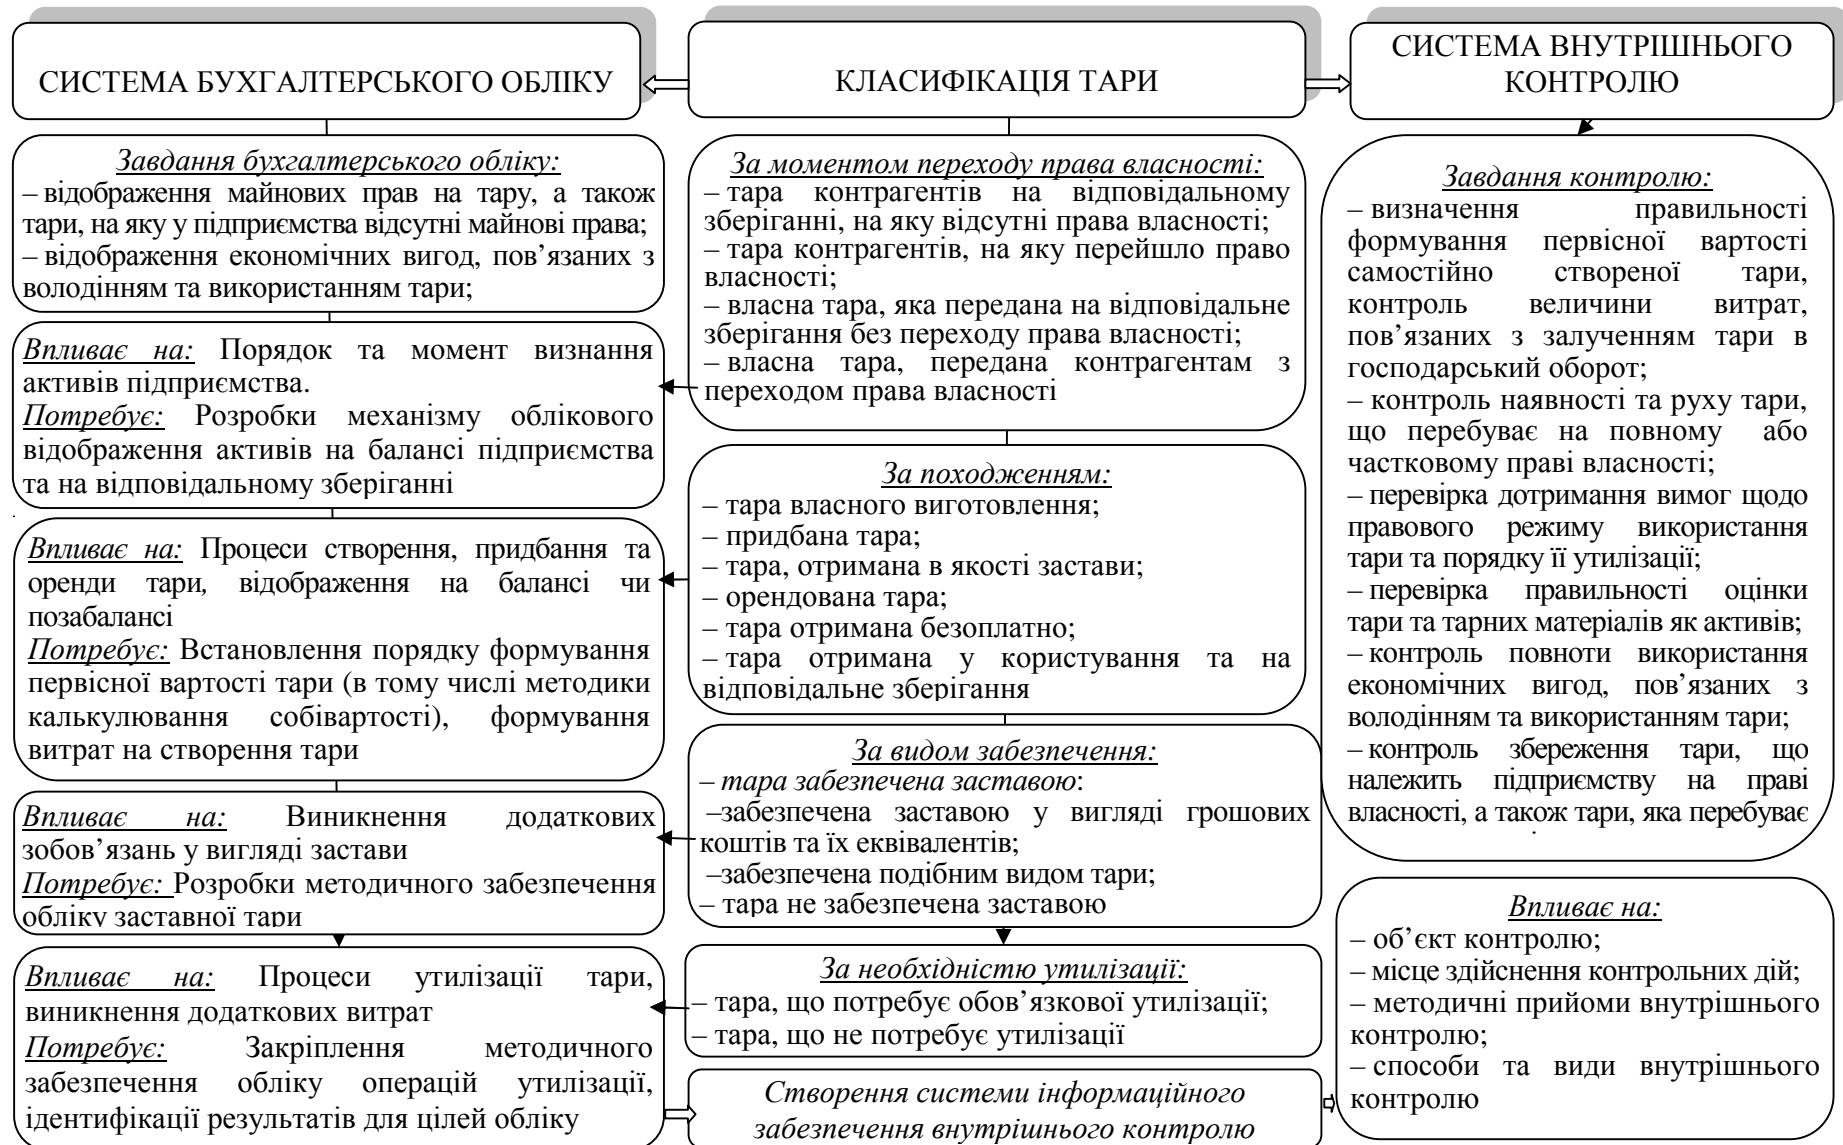 СИСТЕМА БУХГАЛТЕРСЬКОГО ОБЛІКУ
КЛАСИФІКАЦІЯ ТАРИ
СИСТЕМА ВНУТРІШНЬОГО
КОНТРОЛЮ
Завдання бухгалтерського обліку:
– відображення майнових прав на тару, а також
тари, на яку у підприємства відсутні майнові права;
– відображення економічних вигод, пов’язаних з
володінням та використанням тари;
Впливає на: Порядок та момент визнання
активів підприємства.
Потребує: Розробки механізму облікового
відображення активів на балансі підприємства
та на відповідальному зберіганні
Впливає на: Процеси створення, придбання та
оренди тари, відображення на балансі чи
позабалансі
Потребує: Встановлення порядку формування
первісної вартості тари (в тому числі методики
калькулювання собівартості), формування
витрат на створення тари
Впливає на: Виникнення додаткових
зобов’язань у вигляді застави
Потребує: Розробки методичного забезпечення
обліку заставної тари
Впливає на: Процеси утилізації тари,
виникнення додаткових витрат
Потребує: Закріплення методичного
забезпечення обліку операцій утилізації,
ідентифікації результатів для цілей обліку
За моментом переходу права власності:
– тара контрагентів на відповідальному
зберіганні, на яку відсутні права власності;
– тара контрагентів, на яку перейшло право
власності;
– власна тара, яка передана на відповідальне
зберігання без переходу права власності;
– власна тара, передана контрагентам з
переходом права власності
За походженням:
– тара власного виготовлення;
– придбана тара;
– тара, отримана в якості застави;
– орендована тара;
– тара отримана безоплатно;
– тара отримана у користування та на
відповідальне зберігання
За видом забезпечення:
– тара забезпечена заставою:
–забезпечена заставою у вигляді грошових
коштів та їх еквівалентів;
–забезпечена подібним видом тари;
– тара не забезпечена заставою
За необхідністю утилізації:
– тара, що потребує обов’язкової утилізації;
– тара, що не потребує утилізації
Створення системи інформаційного
забезпечення внутрішнього контролю
Завдання контролю:
– визначення правильності
формування первісної вартості
самостійно створеної тари,
контроль величини витрат,
пов’язаних з залученням тари в
господарський оборот;
– контроль наявності та руху тари,
що перебуває на повному або
частковому праві власності;
– перевірка дотримання вимог щодо
правового режиму використання
тари та порядку її утилізації;
– перевірка правильності оцінки
тари та тарних матеріалів як активів;
– контроль повноти використання
економічних вигод, пов’язаних з
володінням та використанням тари;
– контроль збереження тари, що
належить підприємству на праві
власності, а також тари, яка перебуває
Впливає на:
– об’єкт контролю;
– місце здійснення контрольних дій;
– методичні прийоми внутрішнього
контролю;
– способи та види внутрішнього
контролю